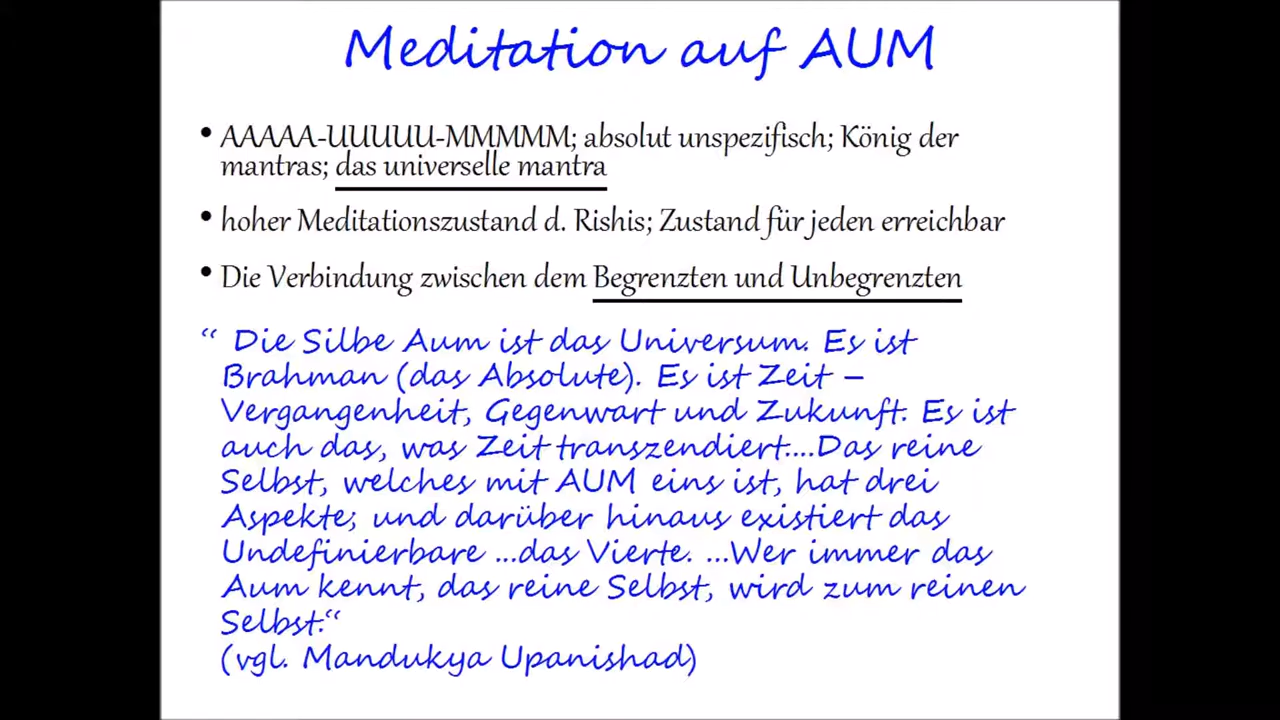 Meditation auf AUM
• AAAAA-UUUUU-MMMMM; absolut unspezifisch; König der
mantras; das universelle mantra
• hoher Meditationszustand d. Rishis; Zustand für jeden erreichbar
• Die Verbindung zwischen dem Begrenzten und Unbegrenzten
“ Die Silbe Aum ist das Universum. Es ist
Brahman (das Absolute). Es ist Zeit –
Vergangenheit, Gegenwart und Zukunft. Es ist
auch das, was Zeit transzendiert....Das reine
Selbst, welches mit AUM eins ist, hat drei
Aspekte; und darüber hinaus existiert das
Undefinierbare ...das Vierte. ...Wer immer das
Aum kennt, das reine Selbst, wird zum reinen
Selbst.“
(vgl. Mandukya Upanishad)